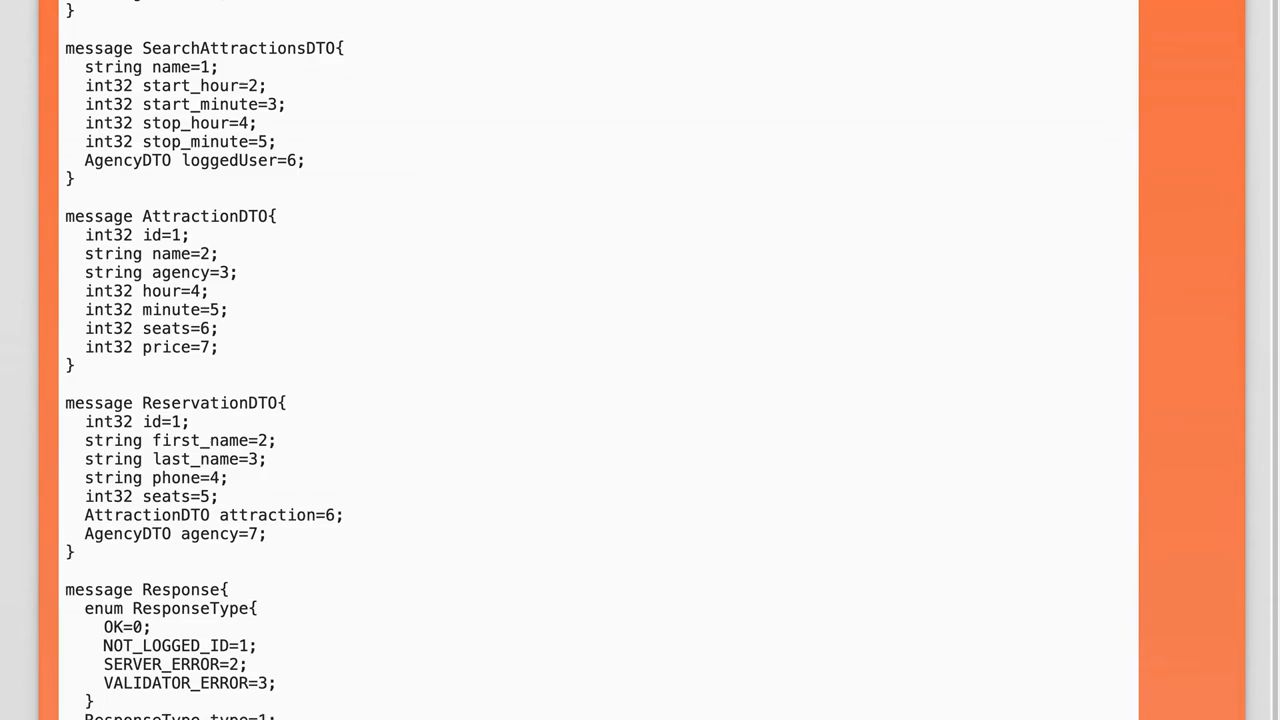 }
message SearchAttractionsDTO{
string name=1;
int32 start_hour=2;
int32 start_minute=3;
int32 stop_hour=4;
int32 stop_minute=5;
AgencyDTO loggedUser=6;
}
message AttractionDTO{
int32 id=1;
string name=2;
string agency=3;
int32 hour=4;
int32 minute=5;
int32 seats=6;
int32 price=7;
}
message ReservationDTO{
int32 id=1;
string first_name=2;
string last_name=3;
string phone=4;
int32 seats=5;
AttractionDTO attraction=6;
AgencyDTO agency=7;
}
message Response{
enum ResponseType{
OK=0;
NOT_LOGGED_ID=1;
SERVER_ERROR=2;
VALIDATOR_ERROR=3;
}
ResponseType type=1;